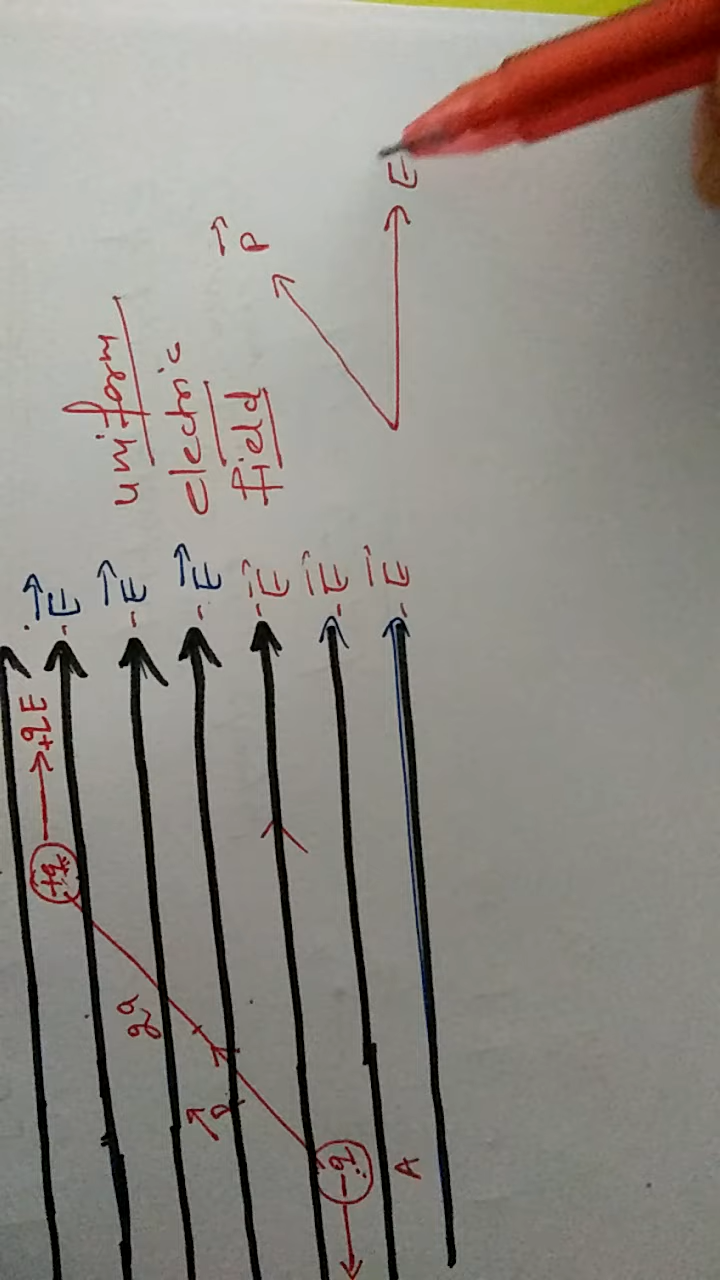 +q
→+qE
2a
P⃗
-q
A
E⃗
E⃗
E⃗
E⃗
E⃗
E⃗
uniform
electric
field
P⃗
E